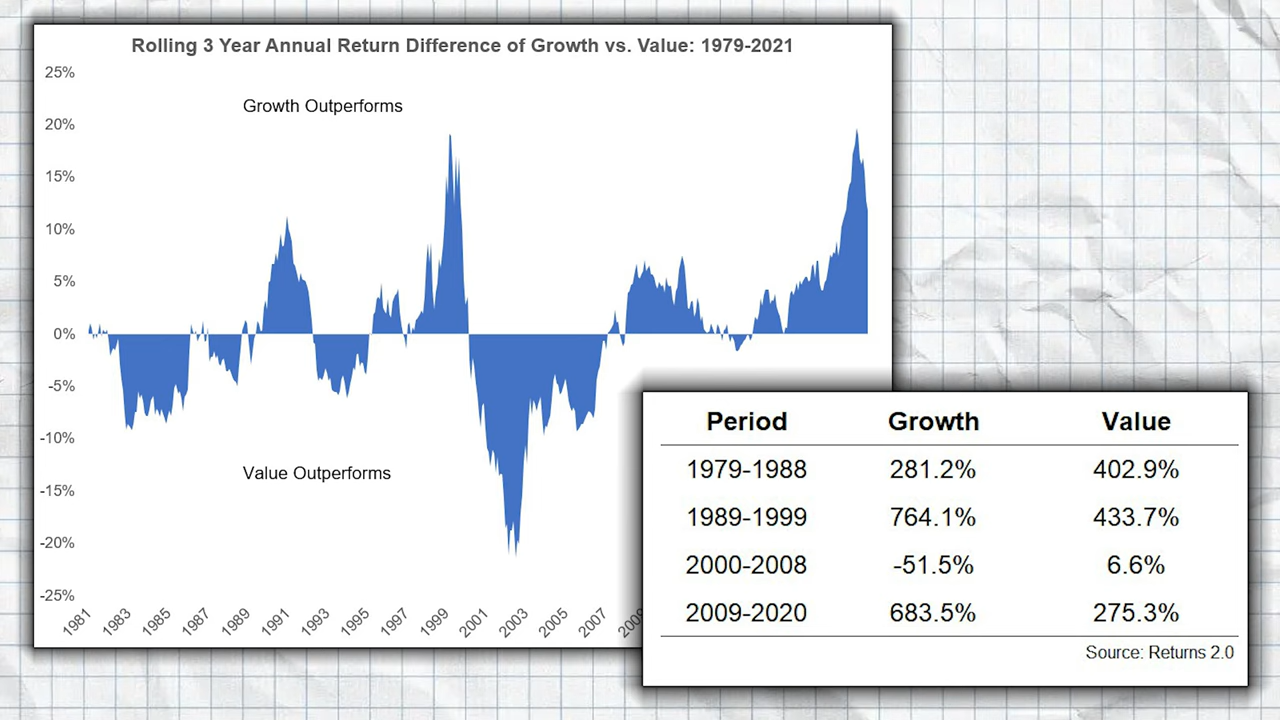 Rolling 3 Year Annual Return Difference of Growth vs. Value: 1979-2021
25%
Growth Outperforms
20%
15%
10%
5%
0%
-5%
-10%
Value Outperforms
-15%
-20%
-25%
1981 1983 1985 1987 1989 1991 1993 1995 1997 1999 2001 2003 2005 2007
Period Growth Value
1979-1988 281.2% 402.9%
1989-1999 764.1% 433.7%
2000-2008 -51.5% 6.6%
2009-2020 683.5% 275.3%
Source: Returns 2.0